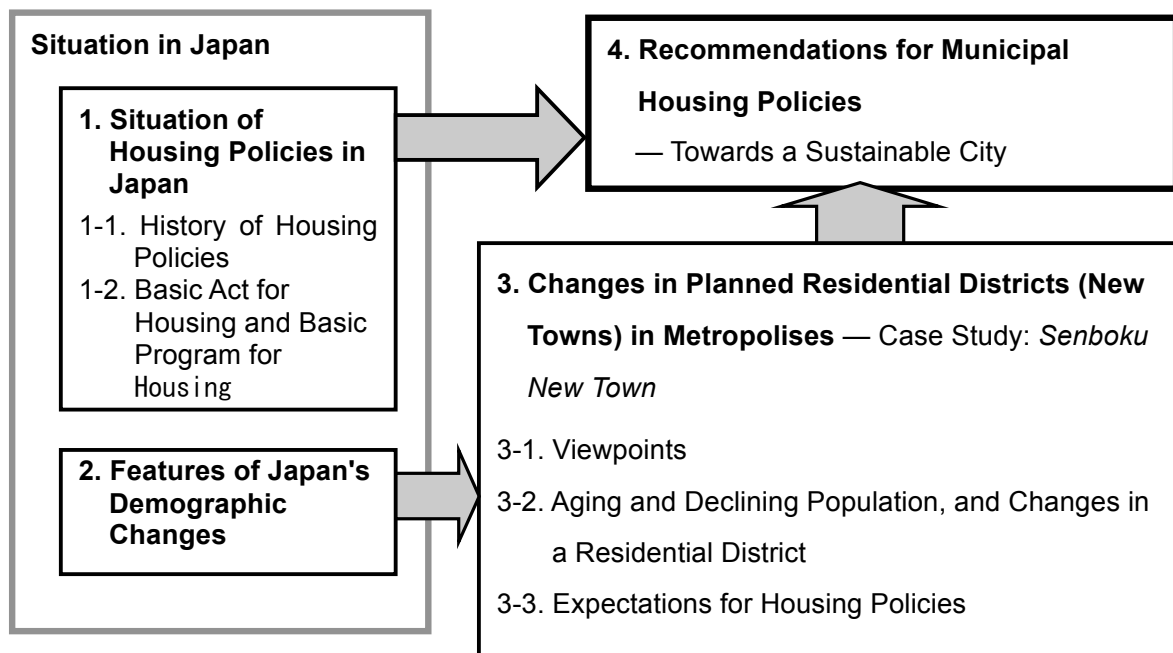 Situation in Japan
1. Situation of
Housing Policies in
Japan
1-1. History of Housing
Policies
1-2. Basic Act for
Housing and Basic
Program for
Housing
2. Features of Japan's
Demographic
Changes
4. Recommendations for Municipal
Housing Policies
— Towards a Sustainable City
3. Changes in Planned Residential Districts (New
Towns) in Metropolises — Case Study: Senboku
New Town
3-1. Viewpoints
3-2. Aging and Declining Population, and Changes in
a Residential District
3-3. Expectations for Housing Policies